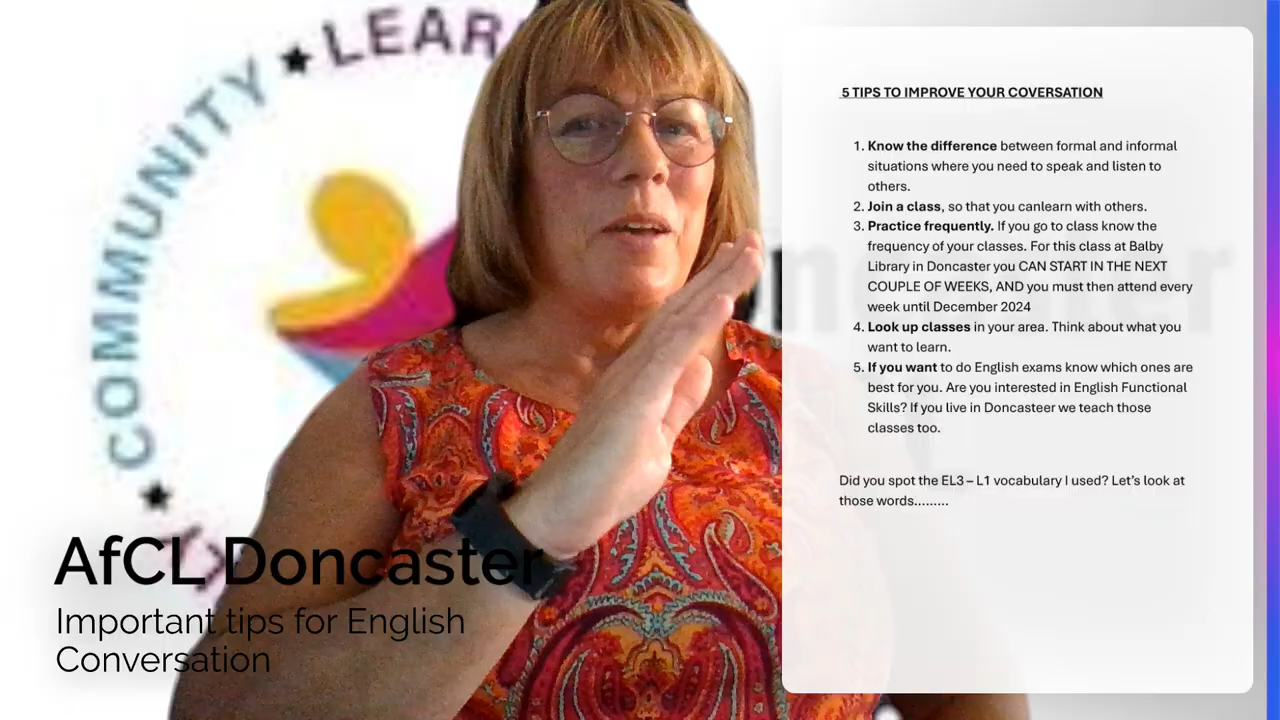 COMMUNITY ★ LEAR
5 TIPS TO IMPROVE YOUR COVERSATION
1. Know the difference between formal and informal
situations where you need to speak and listen to
others.
2. Join a class, so that you canlearn with others.
3. Practice frequently. If you go to class know the
frequency of your classes. For this class at Balby
Library in Doncaster you CAN START IN THE NEXT
COUPLE OF WEEKS, AND you must then attend every
week until December 2024
4. Look up classes in your area. Think about what you
want to learn.
5. If you want to do English exams know which ones are
best for you. Are you interested in English Functional
Skills? If you live in Doncasteer we teach those
classes too.
Did you spot the EL3 – L1 vocabulary I used? Let's look at
those words.........
AfCL Doncaster
Important tips for English
Conversation